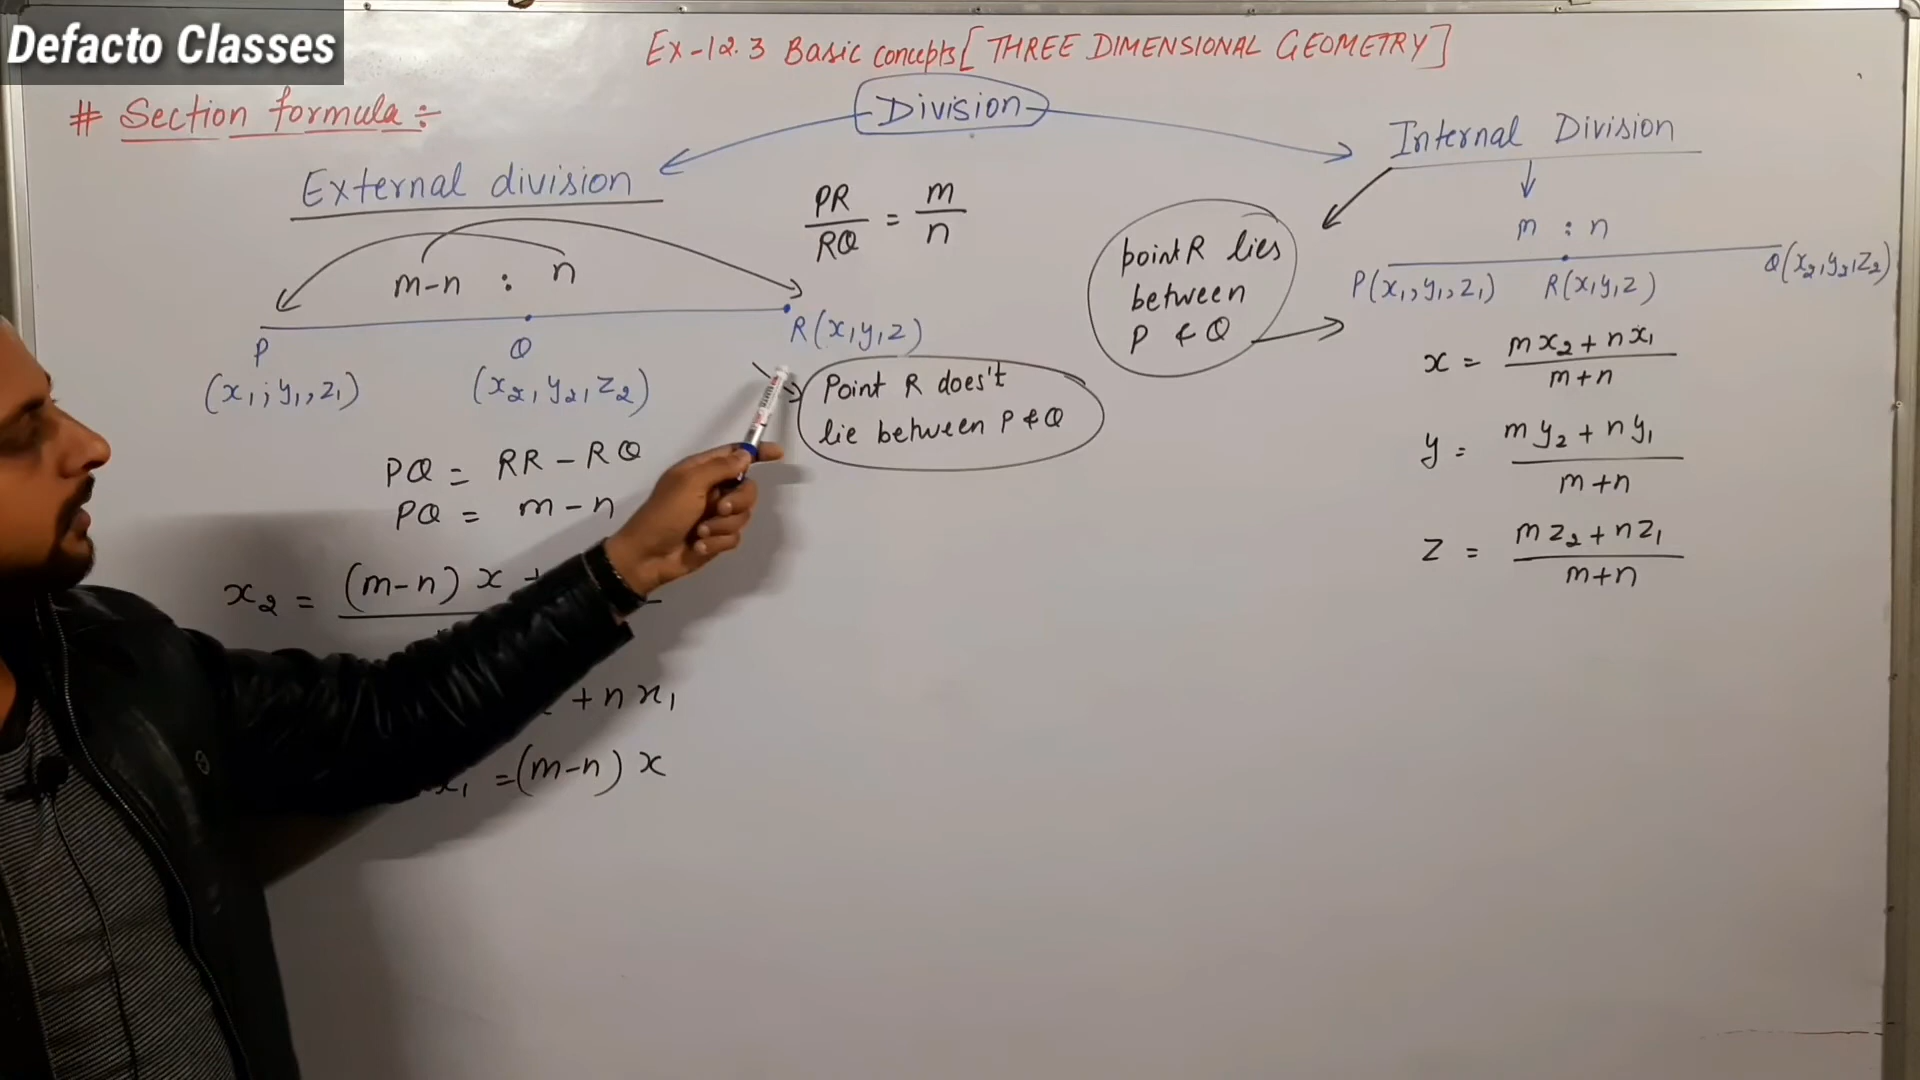 Defacto Classes
Ex-12.3 Basic concepts [THREE DIMENSIONAL GEOMETRY]
# Section formula :-
Division
External division
PR/RQ = m/n
m-n : n
P Q R(x,y,z)
(x₁, y₁, z₁) (x₂, y₂, z₂)
Point R does't
lie between P & Q
PQ = RR - RQ
PQ = m - n
x₂ = (m-n) x +
+ n x₁
x₁ = (m-n) x
Internal Division
point R lies
between
P & Q
m : n
P(x₁, y₁, z₁) R(x,y,z) Q(x₂,y₂,z₂)
x = mx₂ + nx₁ / m+n
y = my₂ + ny₁ / m+n
z = mz₂ + nz₁ / m+n